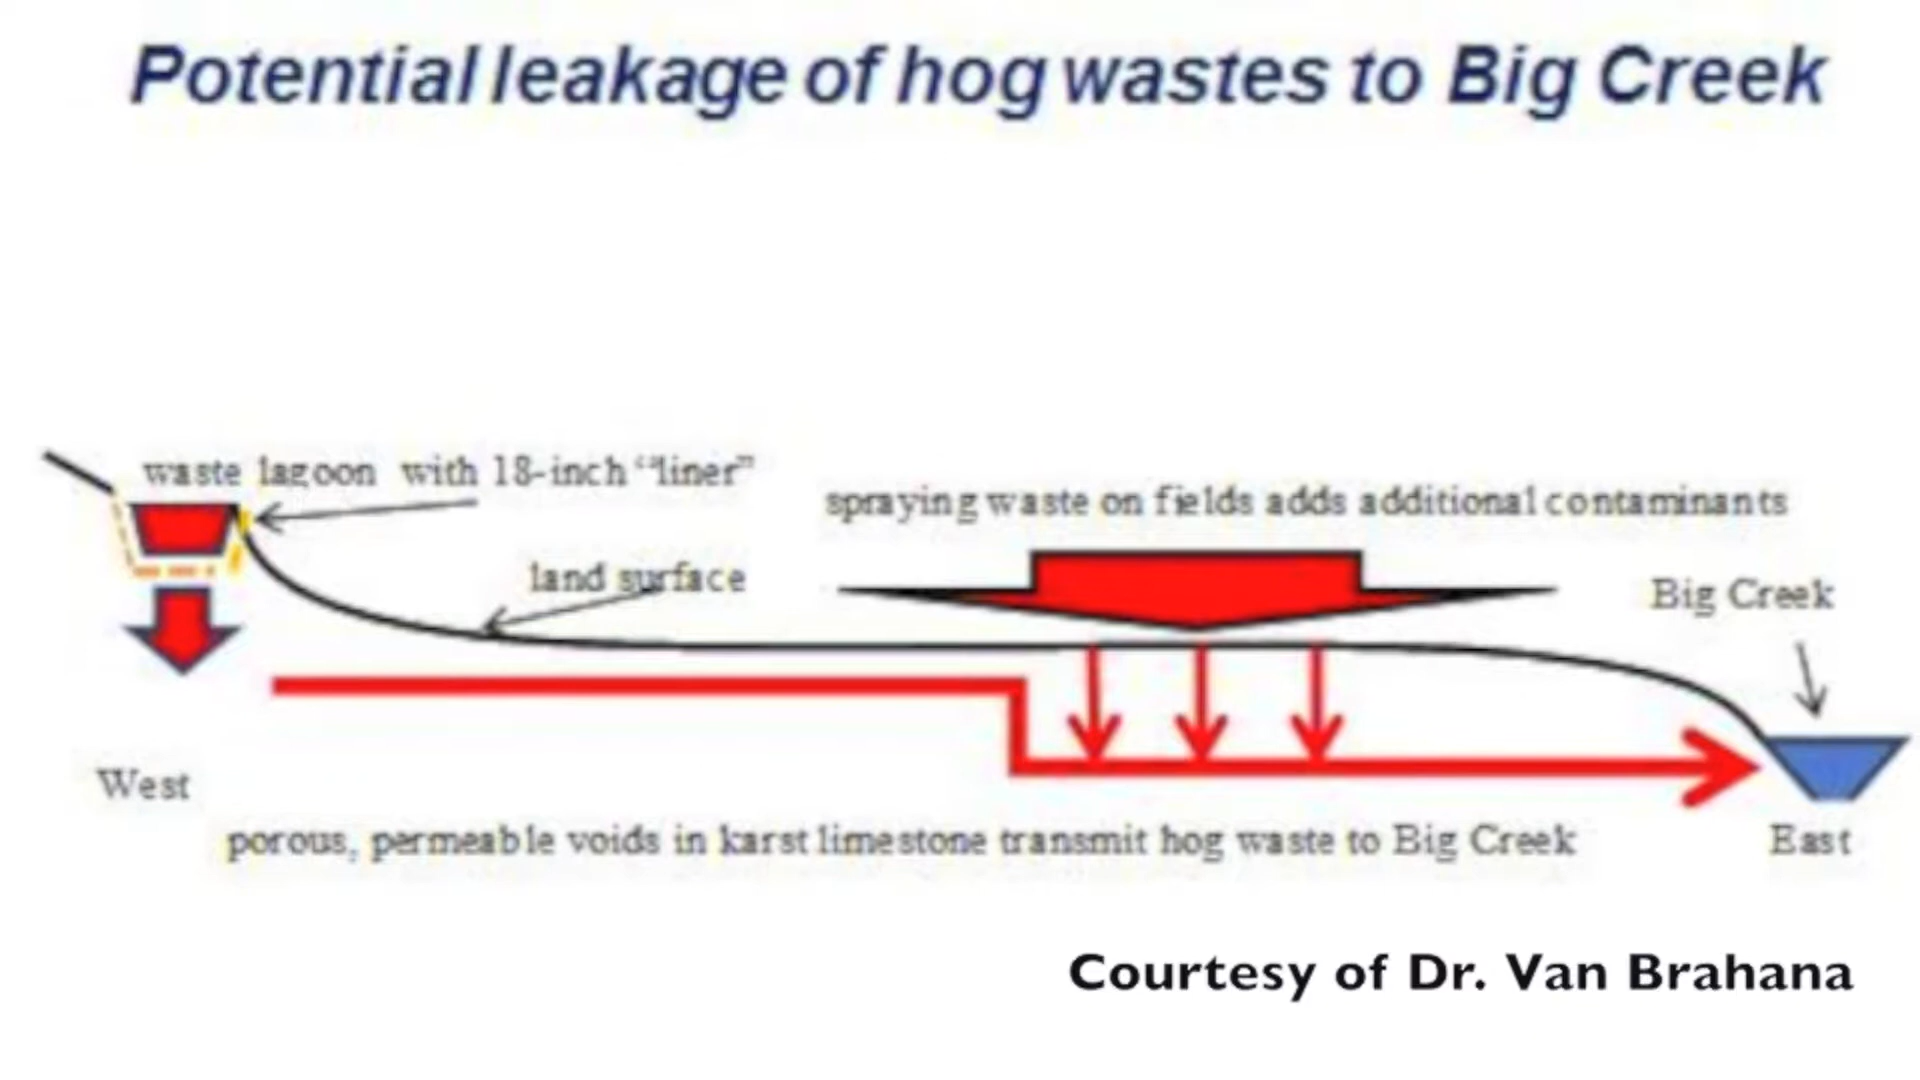 Potential leakage of hog wastes to Big Creek
waste lagoon with 18-inch “liner”
spraying waste on fields adds additional contaminants
land surface
Big Creek
West
porous, permeable voids in karst limestone transmit hog waste to Big Creek
East
Courtesy of Dr. Van Brahana